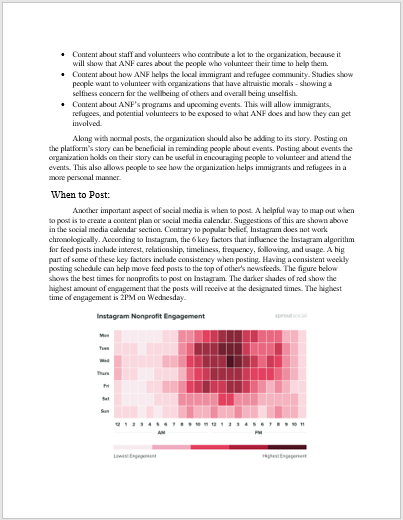 • Content about staff and volunteers who contribute a lot to the organization, because it
will show that ANF cares about the people who volunteer their time to help them.
• Content about how ANF helps the local immigrant and refugee community. Studies show
people want to volunteer with organizations that have altruistic morals - showing a
selfness concern for the wellbeing of others and overall being unselfish.
• Content about ANF's programs and upcoming events. This will allow immigrants,
refugees, and potential volunteers to be exposed to what ANF does and how they can get
involved.
Along with normal posts, the organization should also be adding to its story. Posting on
the platform's story can be beneficial in reminding people about events. Posting about events the
organization holds on their story can be useful in encouraging people to volunteer and attend the
events. This also allows people to see how the organization helps immigrants and refugees in a
more personal manner.
When to Post:
Another important aspect of social media is when to post. A helpful way to map out when
to post is to create a content plan or social media calendar. Suggestions of this are shown above
in the social media calendar section. Contrary to popular belief, Instagram does not work
chronologically. According to Instagram, the 6 key factors that influence the Instagram algorithm
for feed posts include interest, relationship, timeliness, frequency, following, and usage. A big
part of some of these key factors include consistency when posting. Having a consistent weekly
posting schedule can help move feed posts to the top of other's newsfeeds. The figure below
shows the best times for nonprofits to post on Instagram. The darker shades of red show the
highest amount of engagement that the posts will receive at the designated times. The highest
time of engagement is 2PM on Wednesday.
Instagram Nonprofit Engagement sproutsocial
Mon
Tues
Wed
Thurs
Fri
Sat
Sun
12 1 2 3 4 5 6 7 8 9 10 11 12 1 2 3 4 5 6 7 8 9 10 11
AM PM
Lowest Engagement Highest Engagement